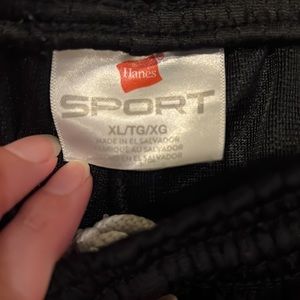 Hanes
SPORT
XL/TG/XG
MADE IN EL SALVADOR
FABRIQUÉ AU SALVADOR
HECHO EN EL SALVADOR